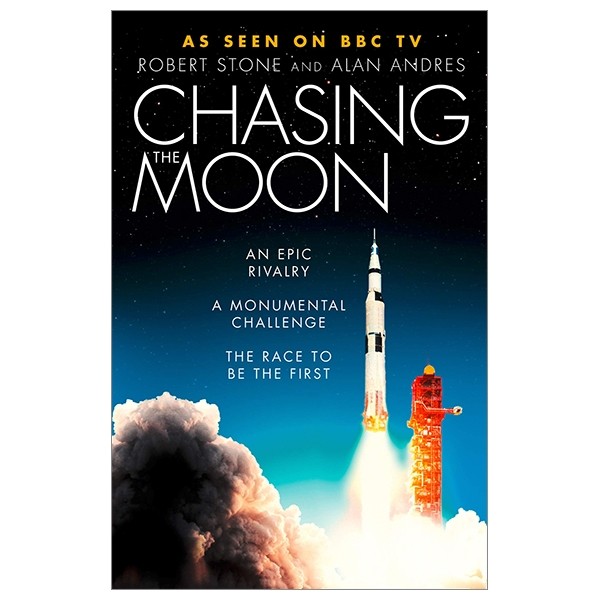 AS SEEN ON BBC TV
ROBERT STONE AND ALAN ANDRES
CHASING
THE MOON
AN EPIC
RIVALRY
A MONUMENTAL
CHALLENGE
THE RACE TO
BE THE FIRST